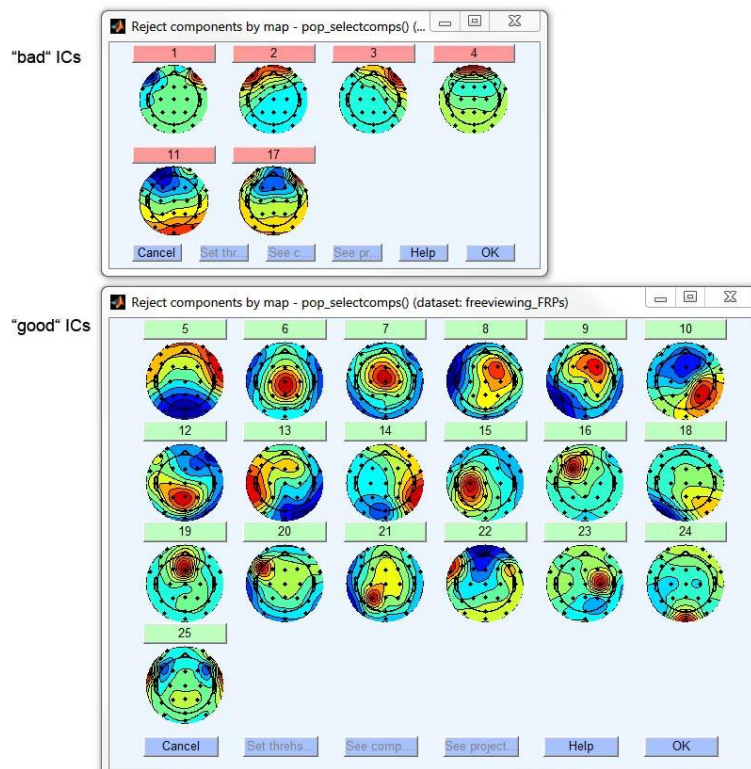 Reject components by map - pop_selectcomps() (...
"bad" ICs
1 2 3 4
11 17
Cancel Set thr... See c... See pr... Help OK
Reject components by map - pop_selectcomps() (dataset: freeviewing_FRPs)
"good" ICs
5 6 7 8 9 10
12 13 14 15 16 18
19 20 21 22 23 24
25
Cancel Set threhs... See comp.... See project... Help OK